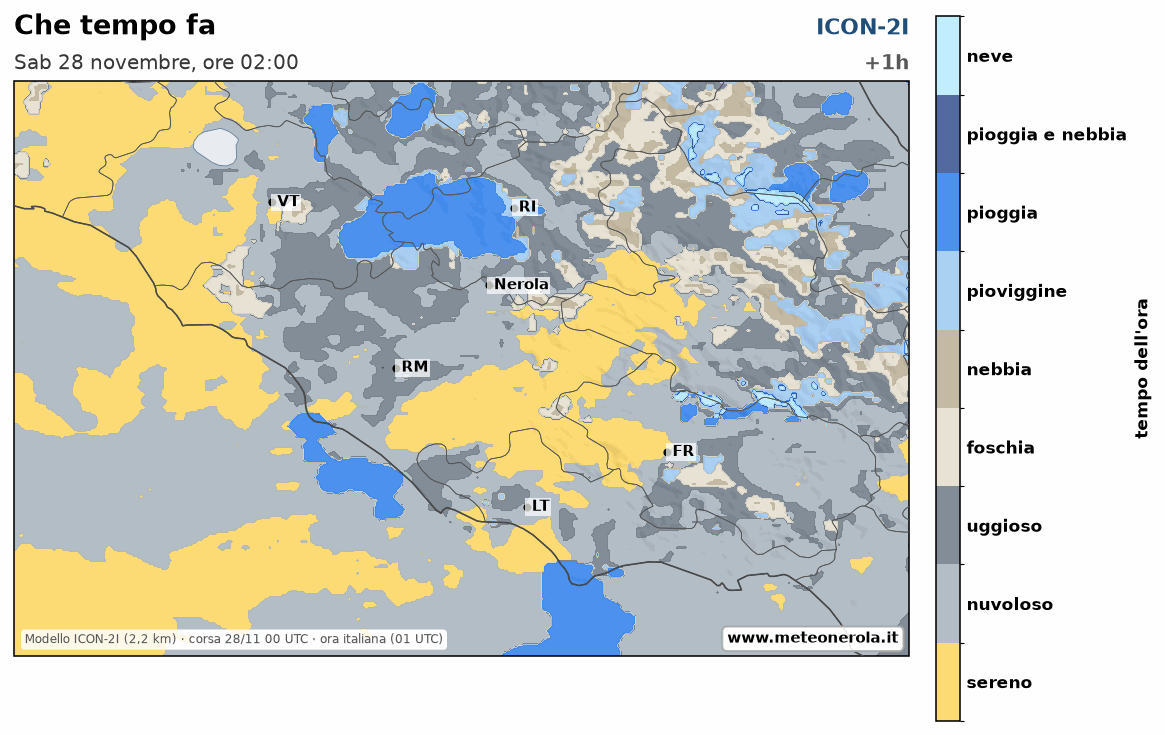 Che tempo fa
ICON-2I
Sab 28 novembre, ore 02:00
+1h
neve
pioggia e nebbia
pioggia
pioviggine
nebbia
foschia
uggioso
nuvoloso
sereno
tempo dell'ora
VT
RI
Nerola
RM
FR
LT
Modello ICON-2I (2,2 km) · corsa 28/11 00 UTC · ora italiana (01 UTC)
www.meteonerola.it